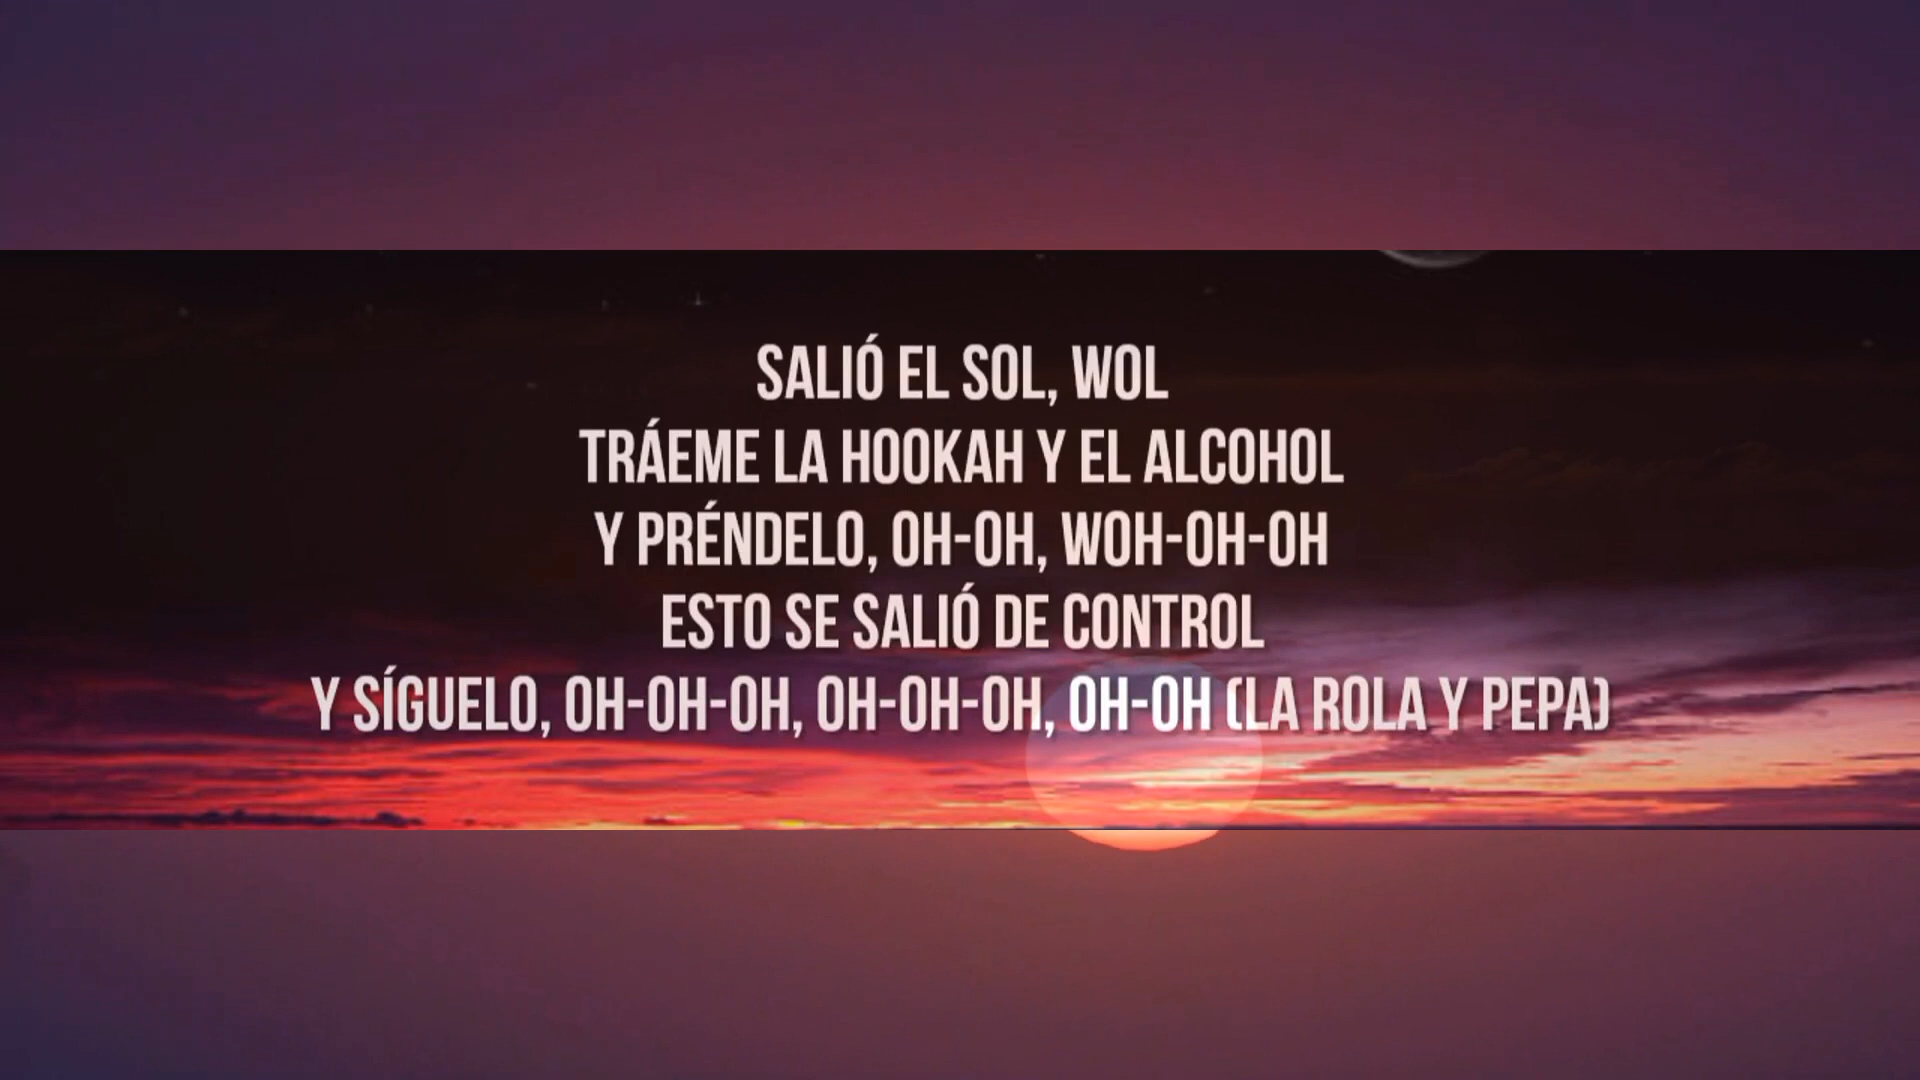 SALIÓ EL SOL, WOL
TRÁEME LA HOOKAH Y EL ALCOHOL
Y PRÉNDELO, OH-OH, WOH-OH-OH
ESTO SE SALIÓ DE CONTROL
Y SÍGUELO, OH-OH-OH, OH-OH-OH, OH-OH (LA ROLA Y PEPA)